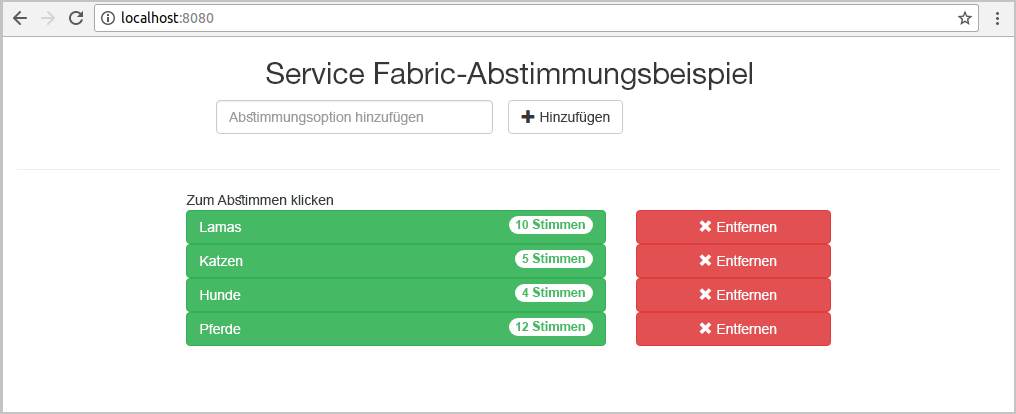 localhost:8080
Service Fabric-Abstimmungsbeispiel
Abstimmungsoption hinzufügen
Hinzufügen
Zum Abstimmen klicken
Lamas 10 Stimmen Entfernen
Katzen 5 Stimmen Entfernen
Hunde 4 Stimmen Entfernen
Pferde 12 Stimmen Entfernen